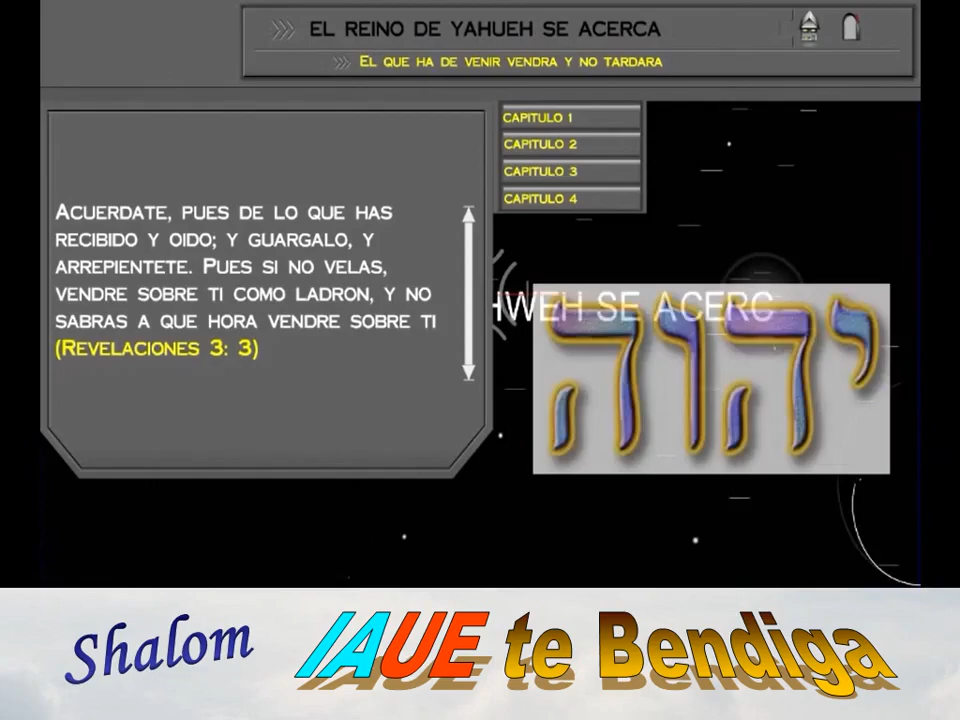 EL REINO DE YAHUEH SE ACERCA
EL QUE HA DE VENIR VENDRA Y NO TARDARA
CAPITULO 1
CAPITULO 2
CAPITULO 3
CAPITULO 4
ACUERDATE, PUES DE LO QUE HAS
RECIBIDO Y OIDO; Y GUARGALO, Y
ARREPIENTETE. PUES SI NO VELAS,
VENDRE SOBRE TI COMO LADRON, Y NO
SABRAS A QUE HORA VENDRE SOBRE TI
(REVELACIONES 3: 3)
HWEH SE ACERC
יהוה
Shalom
IAUE te Bendiga